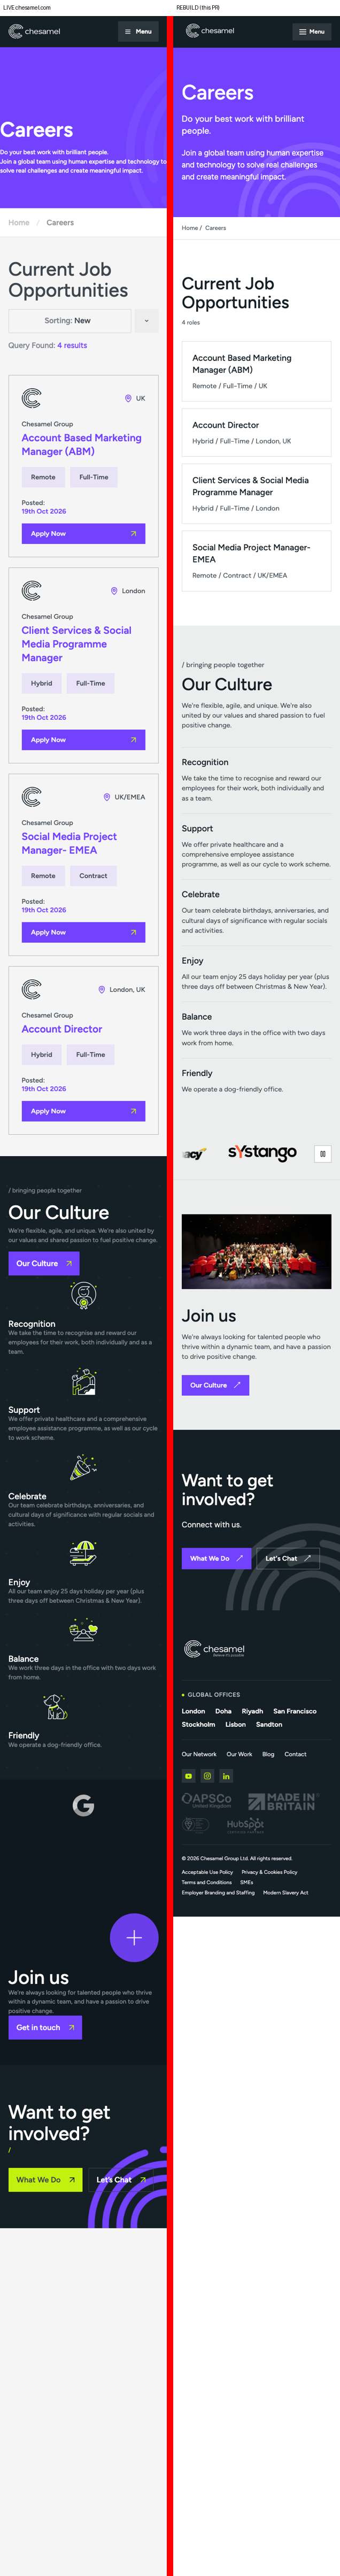 LIVE chesamel.com
chesamel
Menu
Careers
Do your best work with brilliant people.
Join a global team using human expertise and technology to
solve real challenges and create meaningful impact.
Home / Careers
Current Job
Opportunities
Sorting: New
Query Found: 4 results
UK
Chesamel Group
Account Based Marketing
Manager (ABM)
Remote
Full-Time
Posted:
19th Oct 2026
Apply Now
London
Chesamel Group
Client Services & Social
Media Programme
Manager
Hybrid
Full-Time
Posted:
19th Oct 2026
Apply Now
UK/EMEA
Chesamel Group
Social Media Project
Manager- EMEA
Remote
Contract
Posted:
19th Oct 2026
Apply Now
London, UK
Chesamel Group
Account Director
Hybrid
Full-Time
Posted:
19th Oct 2026
Apply Now
/ bringing people together
Our Culture
We're flexible, agile, and unique. We're also united by
our values and shared passion to fuel positive change.
Our Culture
Recognition
We take the time to recognise and reward our
employees for their work, both individually and as a
team.
Support
We offer private healthcare and a comprehensive
employee assistance programme, as well as our cycle
to work scheme.
Celebrate
Our team celebrate birthdays, anniversaries, and
cultural days of significance with regular socials and
activities.
Enjoy
All our team enjoy 25 days holiday per year (plus
three days off between Christmas & New Year).
Balance
We work three days in the office with two days work
from home.
Friendly
We operate a dog-friendly office.
G
Join us
We're always looking for talented people who thrive
within a dynamic team, and have a passion to drive
positive change.
Get in touch
Want to get
involved?
/
What We Do
Let's Chat
REBUILD (this PR)
chesamel
Menu
Careers
Do your best work with brilliant
people.
Join a global team using human expertise
and technology to solve real challenges
and create meaningful impact.
Home / Careers
Current Job
Opportunities
4 roles
Account Based Marketing
Manager (ABM)
Remote / Full-Time / UK
Account Director
Hybrid / Full-Time / London, UK
Client Services & Social Media
Programme Manager
Hybrid / Full-Time / London
Social Media Project Manager-
EMEA
Remote / Contract / UK/EMEA
/ bringing people together
Our Culture
We're flexible, agile, and unique. We're also
united by our values and shared passion to fuel
positive change.
Recognition
We take the time to recognise and reward our
employees for their work, both individually and
as a team.
Support
We offer private healthcare and a
comprehensive employee assistance
programme, as well as our cycle to work scheme.
Celebrate
Our team celebrate birthdays, anniversaries, and
cultural days of significance with regular socials
and activities.
Enjoy
All our team enjoy 25 days holiday per year (plus
three days off between Christmas & New Year).
Balance
We work three days in the office with two days
work from home.
Friendly
We operate a dog-friendly office.
acy
sYstango
Join us
We're always looking for talented people who
thrive within a dynamic team, and have a passion
to drive positive change.
Our Culture
Want to get
involved?
Connect with us.
What We Do
Let's Chat
chesamel
GLOBAL OFFICES
London Doha Riyadh San Francisco
Stockholm Lisbon Sandton
Our Network Our Work Blog Contact
APSCo
United Kingdom
MADE IN
BRITAIN
HubSpot
© 2026 Chesamel Group Ltd. All rights reserved.
Acceptable Use Policy Privacy & Cookies Policy
Terms and Conditions SMEs
Employer Branding and Staffing Modern Slavery Act